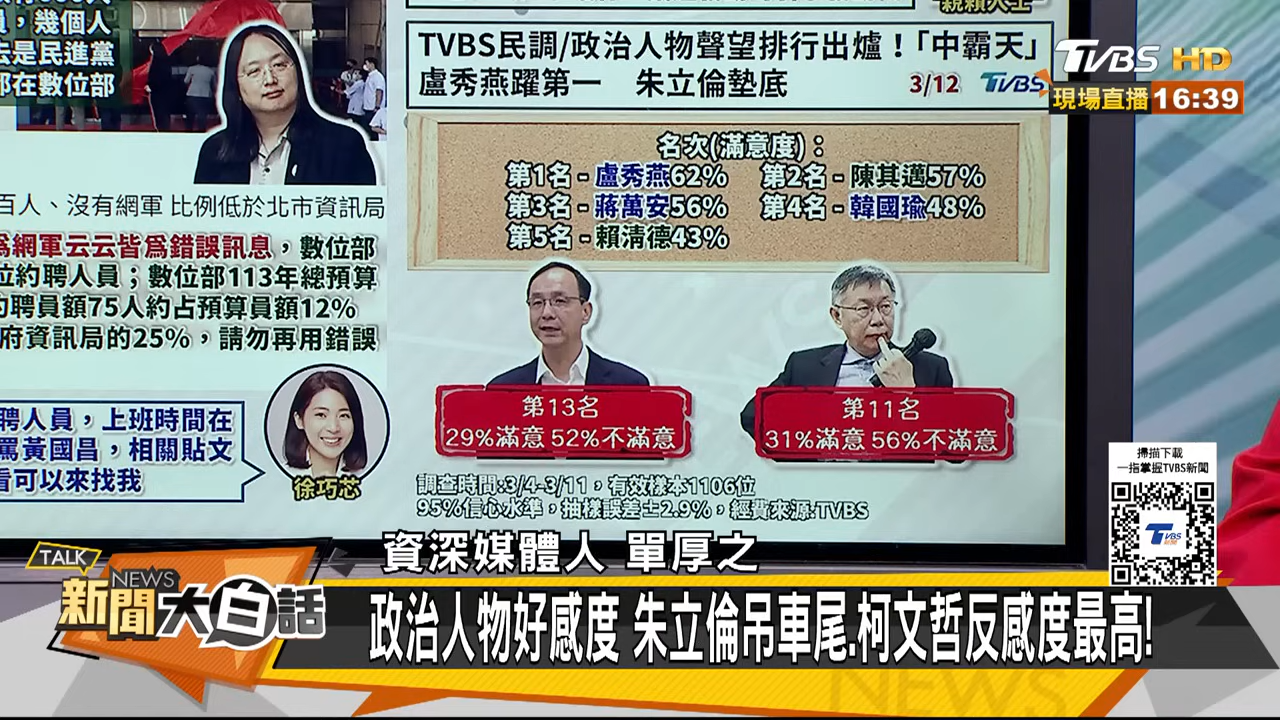 員，幾個人
去是民進黨
部在數位部
百人、沒有網軍 比例低於北市資訊局
為網軍云云皆為錯誤訊息，數位部
位約聘人員；數位部113年總預算
約聘員額75人約占預算員額12%
府資訊局的25%，請勿再用錯誤
聘人員，上班時間在
罵黃國昌，相關貼文
看可以來找我
徐巧芯
親賴人士
TVBS民調/政治人物聲望排行出爐！「中霸天」
盧秀燕躍第一 朱立倫墊底
3/12 TVBS
名次(滿意度)：
第1名－盧秀燕62% 第2名－陳其邁57%
第3名－蔣萬安56% 第4名－韓國瑜48%
第5名－賴清德43%
第13名
29%滿意 52%不滿意
第11名
31%滿意 56%不滿意
調查時間:3/4-3/11，有效樣本1106位
95%信心水準，抽樣誤差±2.9%，經費來源:TVBS
TVBS HD
現場直播 16:39
掃描下載
一指掌握TVBS新聞
TVBS
新聞
資深媒體人 單厚之
TALK
NEWS
新聞大白話
政治人物好感度 朱立倫吊車尾.柯文哲反感度最高!
NEWS